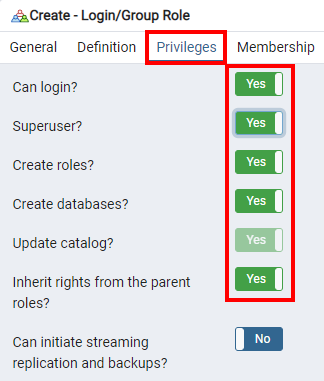 Create - Login/Group Role
General Definition Privileges Membership
Can login? Yes
Superuser? Yes
Create roles? Yes
Create databases? Yes
Update catalog? Yes
Inherit rights from the parent Yes
roles?
Can initiate streaming No
replication and backups?